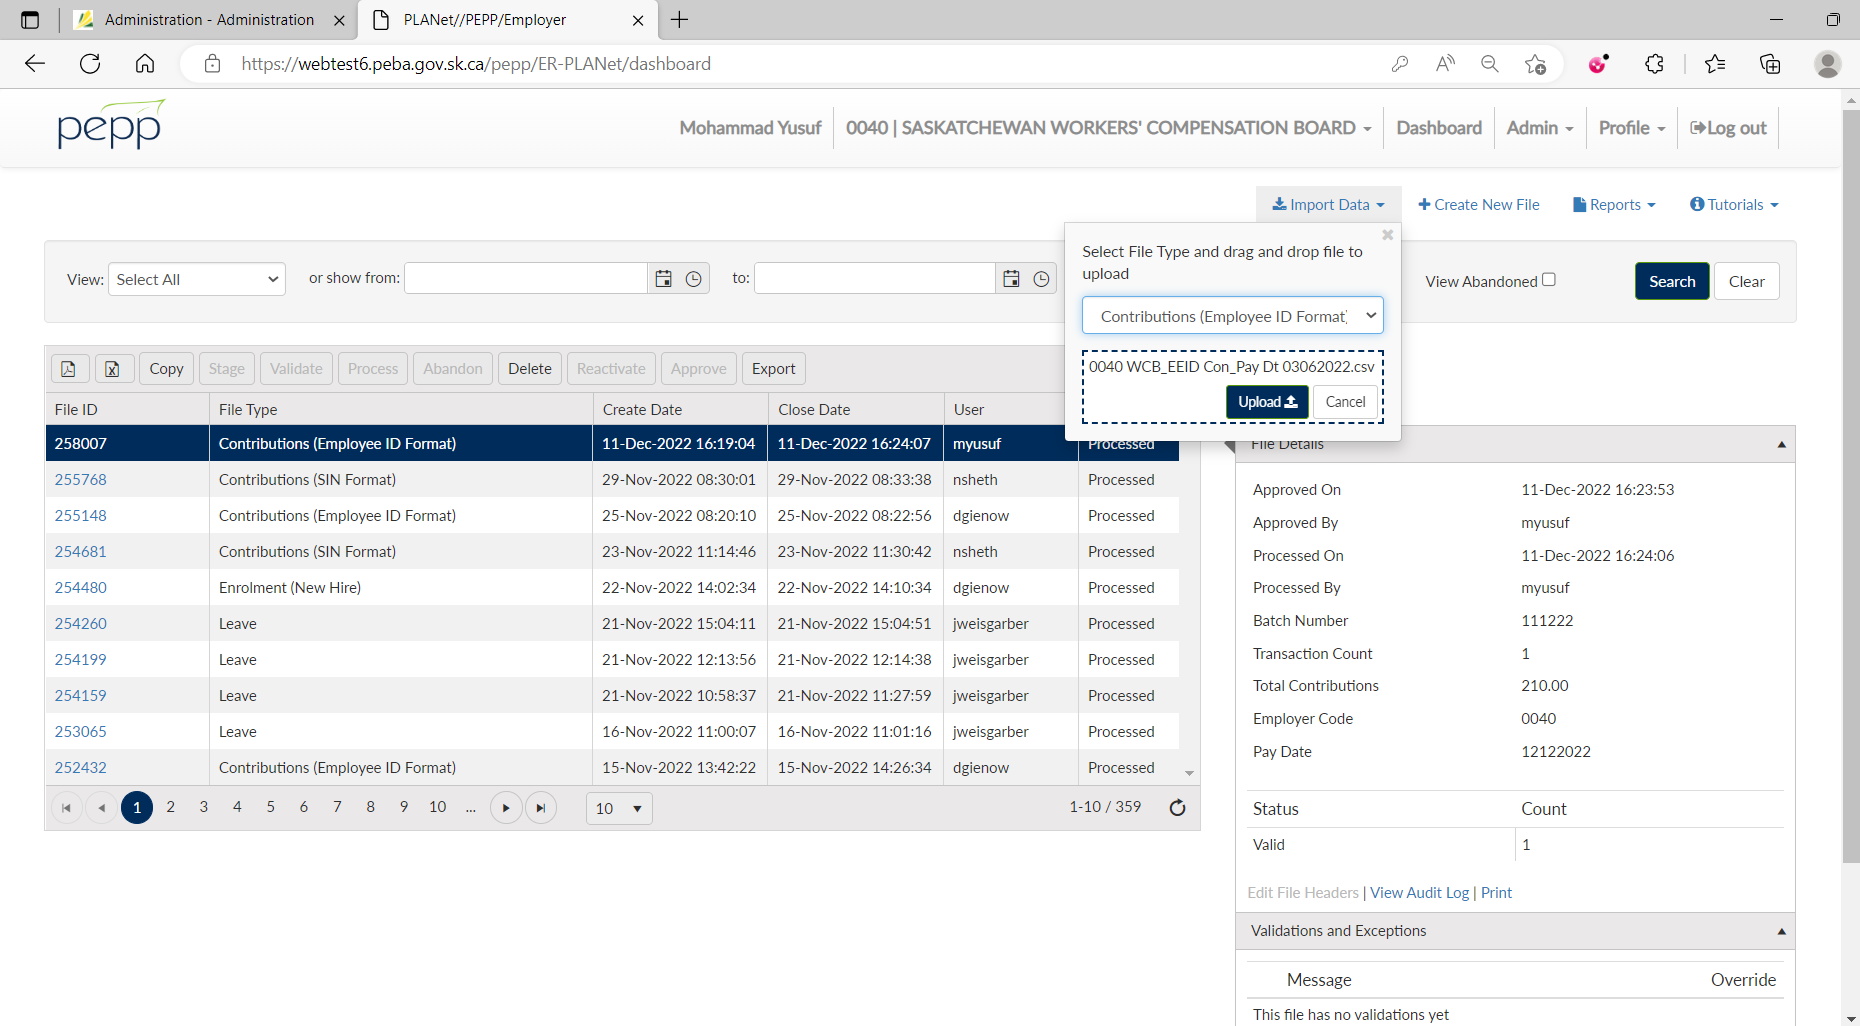 Administration - Administration
PLANet//PEPP/Employer
https://webtest6.peba.gov.sk.ca/pepp/ER-PLANet/dashboard
pepp
Mohammad Yusuf
0040 | SASKATCHEWAN WORKERS' COMPENSATION BOARD
Dashboard
Admin
Profile
Log out
Import Data
Create New File
Reports
Tutorials
Select File Type and drag and drop file to
upload
Contributions (Employee ID Format)
0040 WCB_EEID Con_Pay Dt 03062022.csv
Upload
Cancel
View: Select All
or show from:
to:
View Abandoned
Search
Clear
Copy Stage Validate Process Abandon Delete Reactivate Approve Export
File ID File Type Create Date Close Date User
258007 Contributions (Employee ID Format) 11-Dec-2022 16:19:04 11-Dec-2022 16:24:07 myusuf Processed
255768 Contributions (SIN Format) 29-Nov-2022 08:30:01 29-Nov-2022 08:33:38 nsheth Processed
255148 Contributions (Employee ID Format) 25-Nov-2022 08:20:10 25-Nov-2022 08:22:56 dgienow Processed
254681 Contributions (SIN Format) 23-Nov-2022 11:14:46 23-Nov-2022 11:30:42 nsheth Processed
254480 Enrolment (New Hire) 22-Nov-2022 14:02:34 22-Nov-2022 14:10:34 dgienow Processed
254260 Leave 21-Nov-2022 15:04:11 21-Nov-2022 15:04:51 jweisgarber Processed
254199 Leave 21-Nov-2022 12:13:56 21-Nov-2022 12:14:38 jweisgarber Processed
254159 Leave 21-Nov-2022 10:58:37 21-Nov-2022 11:27:59 jweisgarber Processed
253065 Leave 16-Nov-2022 11:00:07 16-Nov-2022 11:01:16 jweisgarber Processed
252432 Contributions (Employee ID Format) 15-Nov-2022 13:42:22 15-Nov-2022 14:26:34 dgienow Processed
1 2 3 4 5 6 7 8 9 10 ... 10 1-10 / 359
File Details
Approved On 11-Dec-2022 16:23:53
Approved By myusuf
Processed On 11-Dec-2022 16:24:06
Processed By myusuf
Batch Number 111222
Transaction Count 1
Total Contributions 210.00
Employer Code 0040
Pay Date 12122022
Status Count
Valid 1
Edit File Headers | View Audit Log | Print
Validations and Exceptions
Message Override
This file has no validations yet